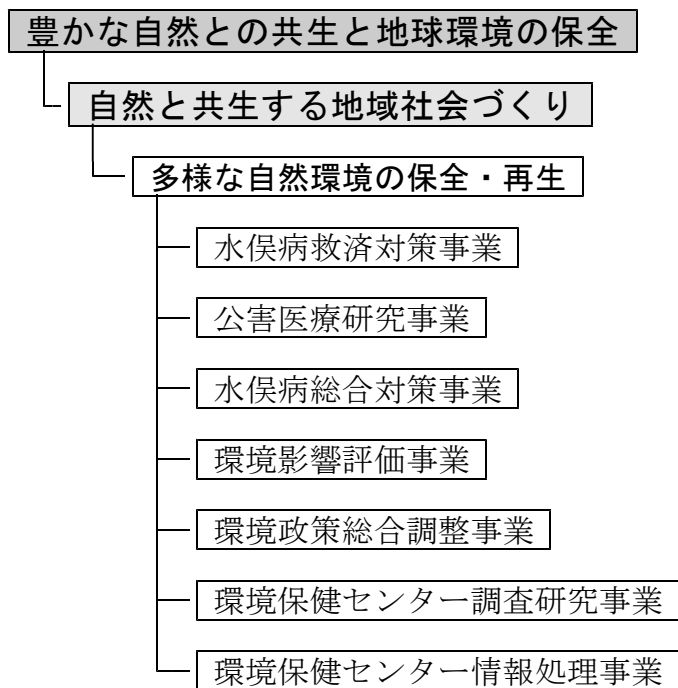 豊かな自然との共生と地球環境の保全
自然と共生する地域社会づくり
多様な自然環境の保全・再生
水俣病救済対策事業
公害医療研究事業
水俣病総合対策事業
環境影響評価事業
環境政策総合調整事業
環境保健センター調査研究事業
環境保健センター情報処理事業